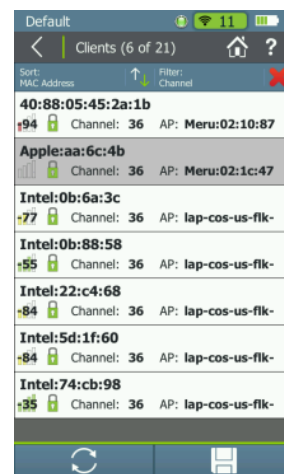 Default 11
Clients (6 of 21) ?
Sort: Filter:
MAC Address Channel
40:88:05:45:2a:1b
-94 Channel: 36 AP: Meru:02:10:87
Apple:aa:6c:4b
Channel: 36 AP: Meru:02:1c:47
Intel:0b:6a:3c
-77 Channel: 36 AP: lap-cos-us-flk-
Intel:0b:88:58
-55 Channel: 36 AP: lap-cos-us-flk-
Intel:22:c4:68
-84 Channel: 36 AP: lap-cos-us-flk-
Intel:5d:1f:60
-84 Channel: 36 AP: lap-cos-us-flk-
Intel:74:cb:98
-35 Channel: 36 AP: lap-cos-us-flk-